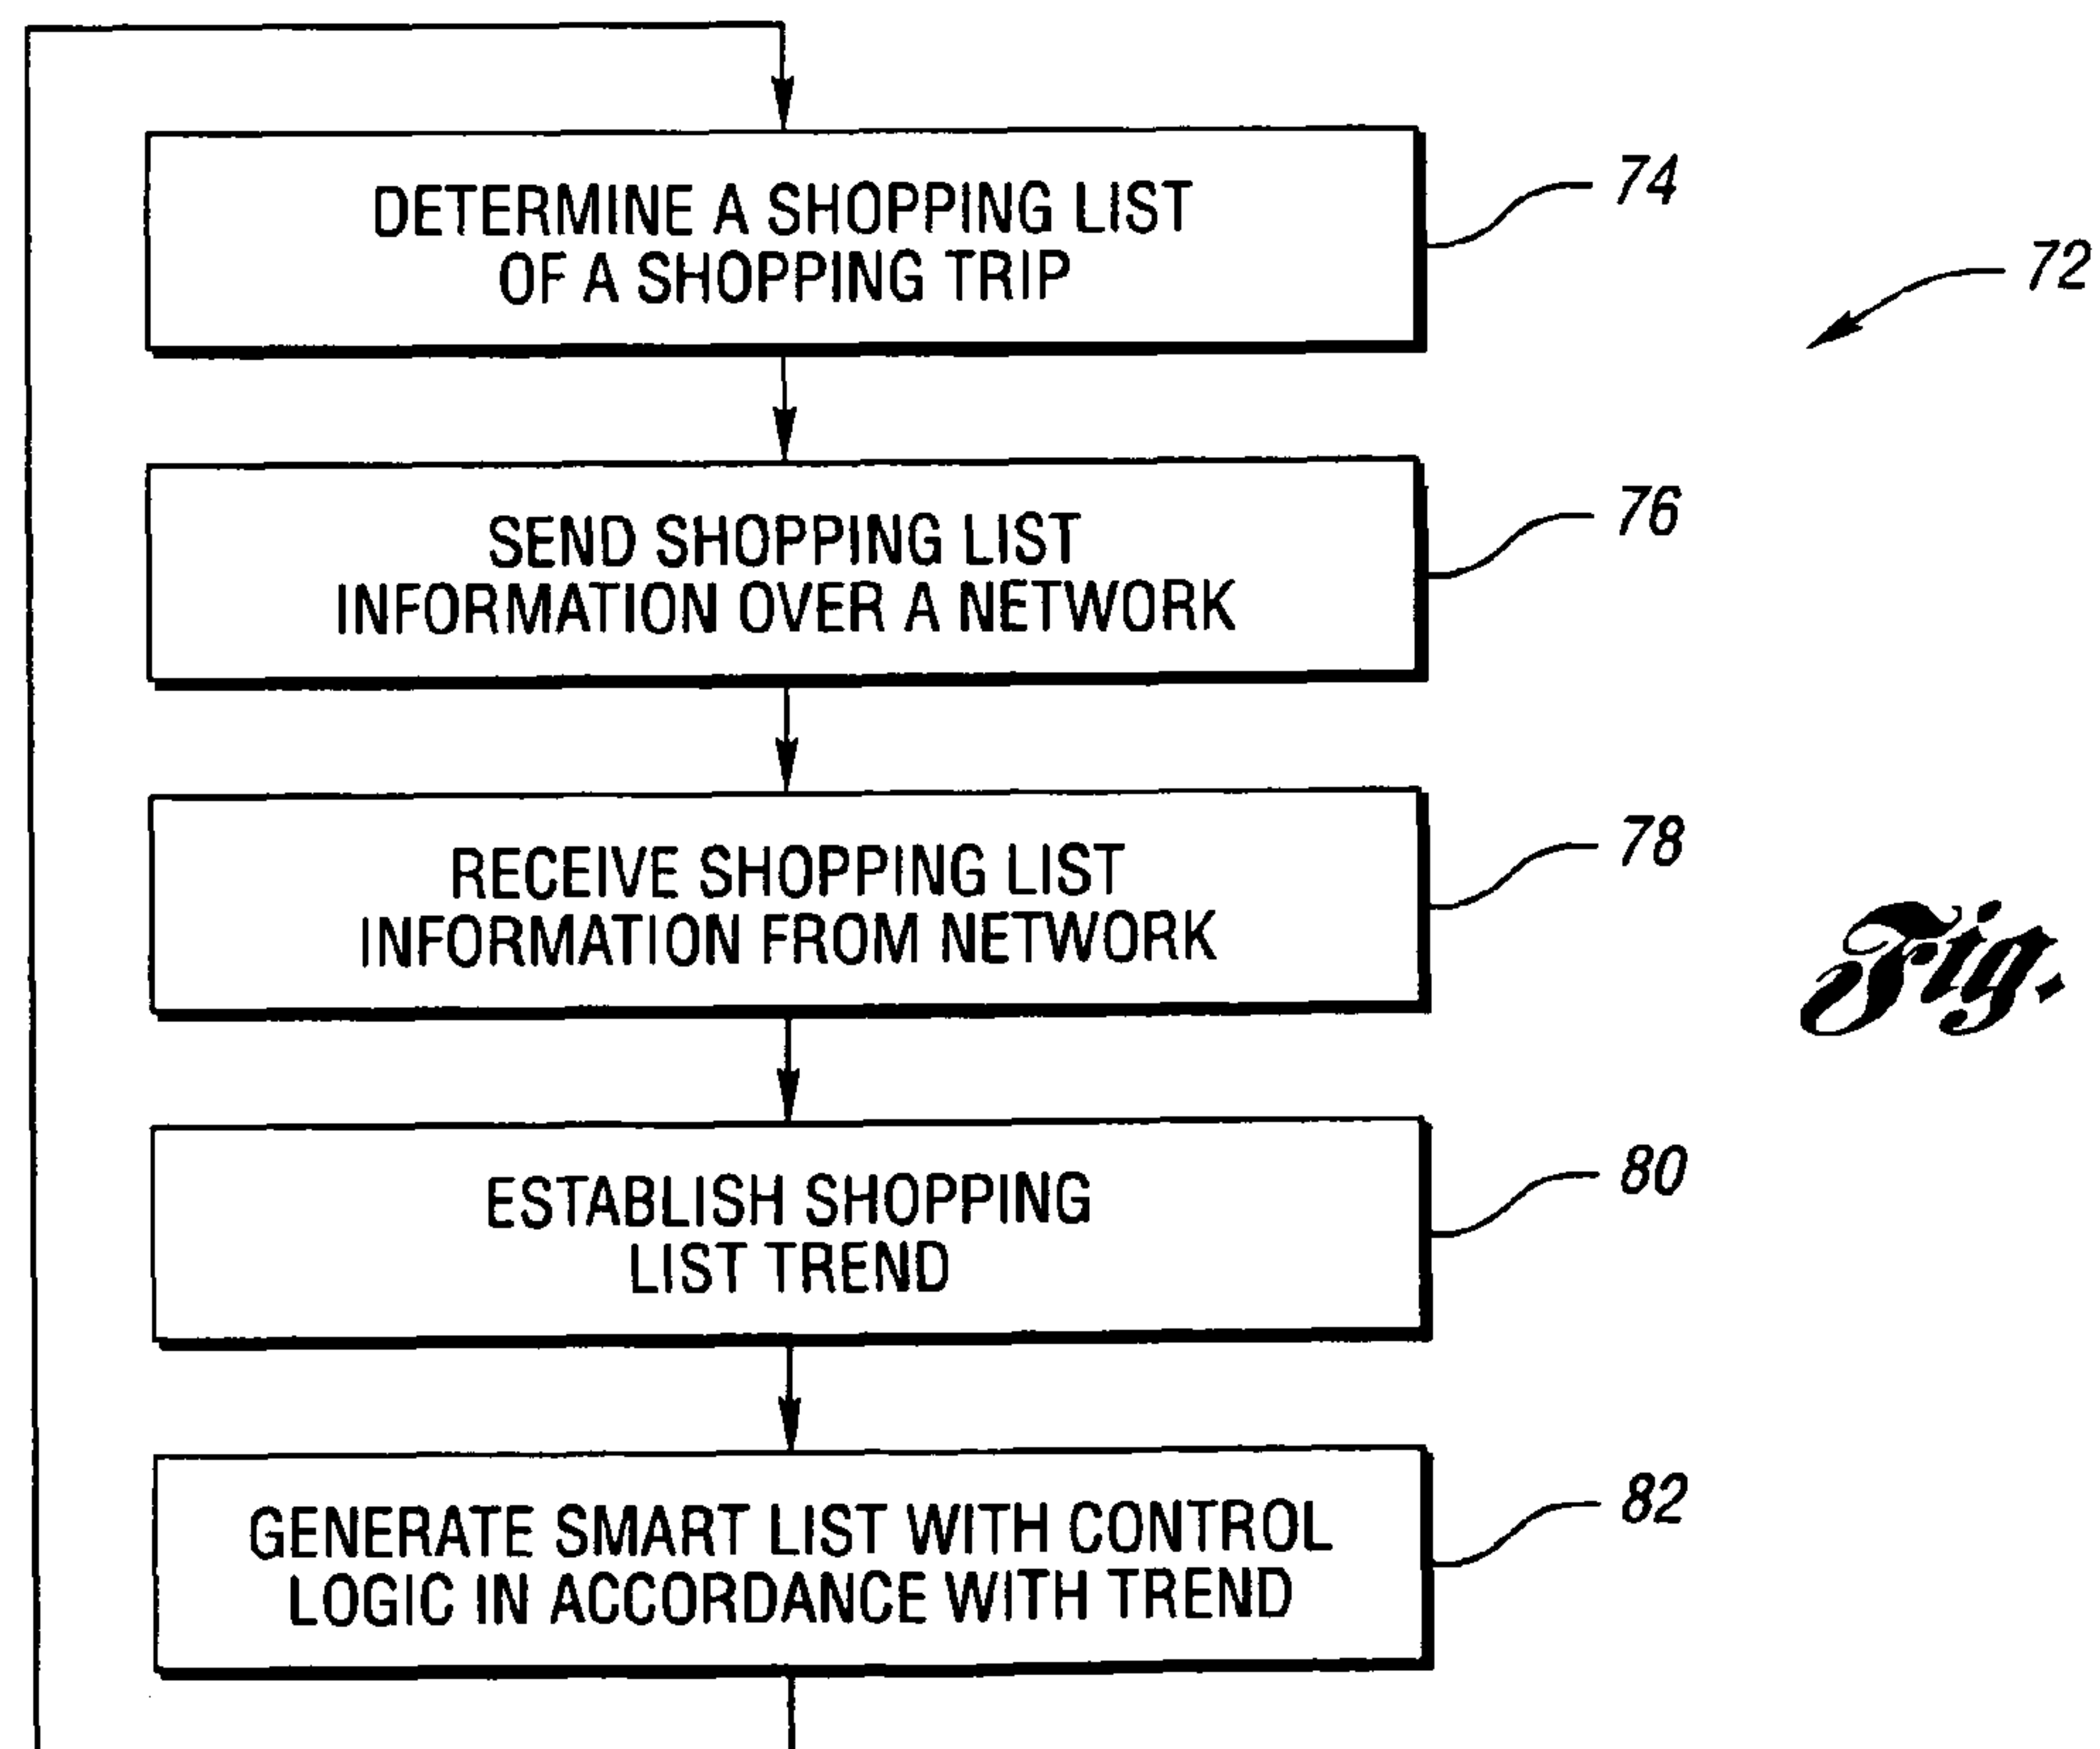 DETERMINE A SHOPPING LIST
OF A SHOPPING TRIP
74
72
SEND SHOPPING LIST
INFORMATION OVER A NETWORK
76
RECEIVE SHOPPING LIST
INFORMATION FROM NETWORK
78
Fig.
ESTABLISH SHOPPING
LIST TREND
80
GENERATE SMART LIST WITH CONTROL
LOGIC IN ACCORDANCE WITH TREND
82